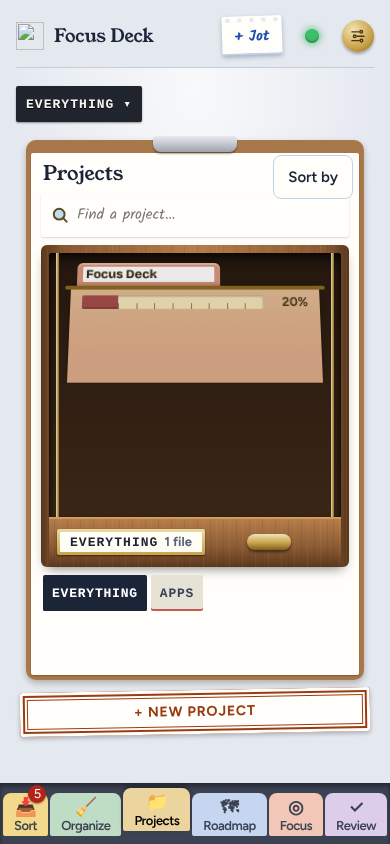 Focus Deck
+ Jot
EVERYTHING ▾
Projects
Sort by
Find a project...
Focus Deck
20%
EVERYTHING 1 file
EVERYTHING
APPS
+ NEW PROJECT
5
Sort
Organize
Projects
Roadmap
Focus
Review